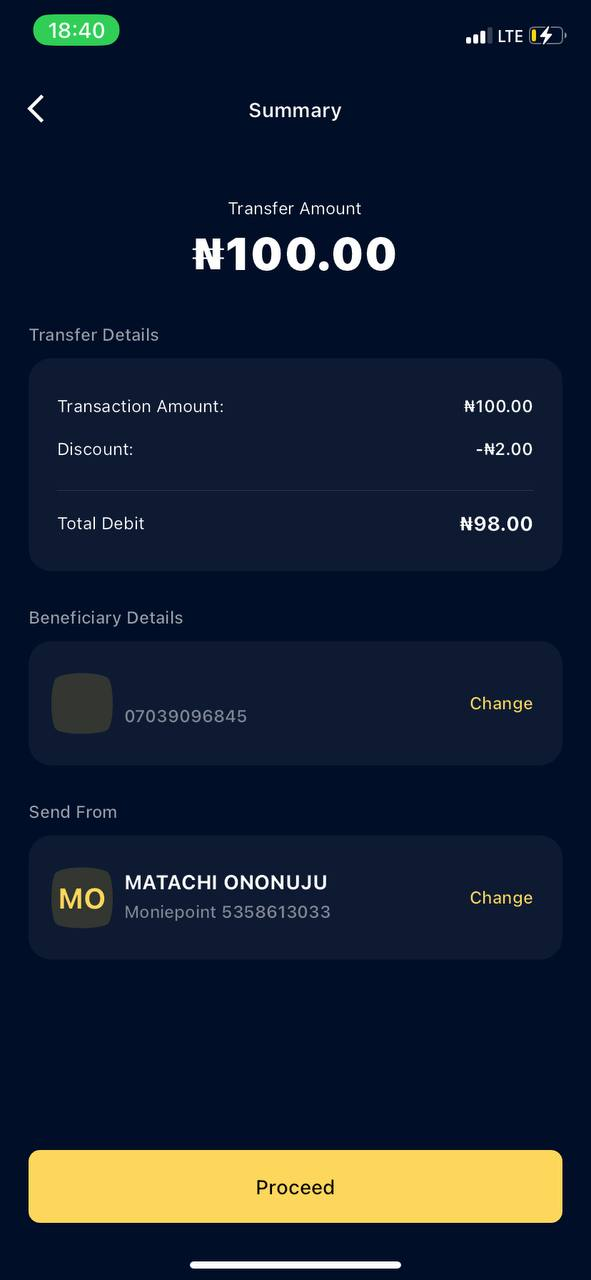 18:40
LTE
Summary
Transfer Amount
₦100.00
Transfer Details
Transaction Amount: ₦100.00
Discount: -₦2.00
Total Debit ₦98.00
Beneficiary Details
07039096845
Change
Send From
MO
MATACHI ONONUJU
Moniepoint 5358613033
Change
Proceed